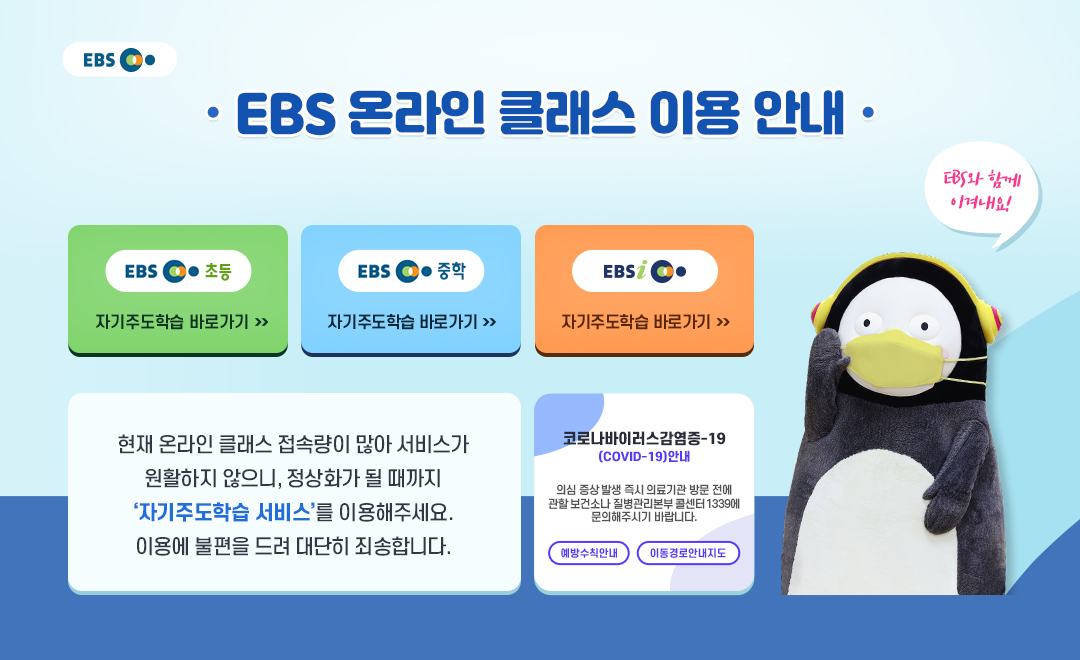 EBS
· EBS 온라인 클래스 이용 안내 ·
EBS와 함께
이겨내요!
EBS 초등
자기주도학습 바로가기 >>
EBS 중학
자기주도학습 바로가기 >>
EBSi
자기주도학습 바로가기 >>
현재 온라인 클래스 접속량이 많아 서비스가
원활하지 않으니, 정상화가 될 때까지
‘자기주도학습 서비스’를 이용해주세요.
이용에 불편을 드려 대단히 죄송합니다.
코로나바이러스감염증-19
(COVID-19)안내
의심 증상 발생 즉시 의료기관 방문 전에
관할 보건소나 질병관리본부 콜센터 1339에
문의해주시기 바랍니다.
예방수칙안내
이동경로안내지도